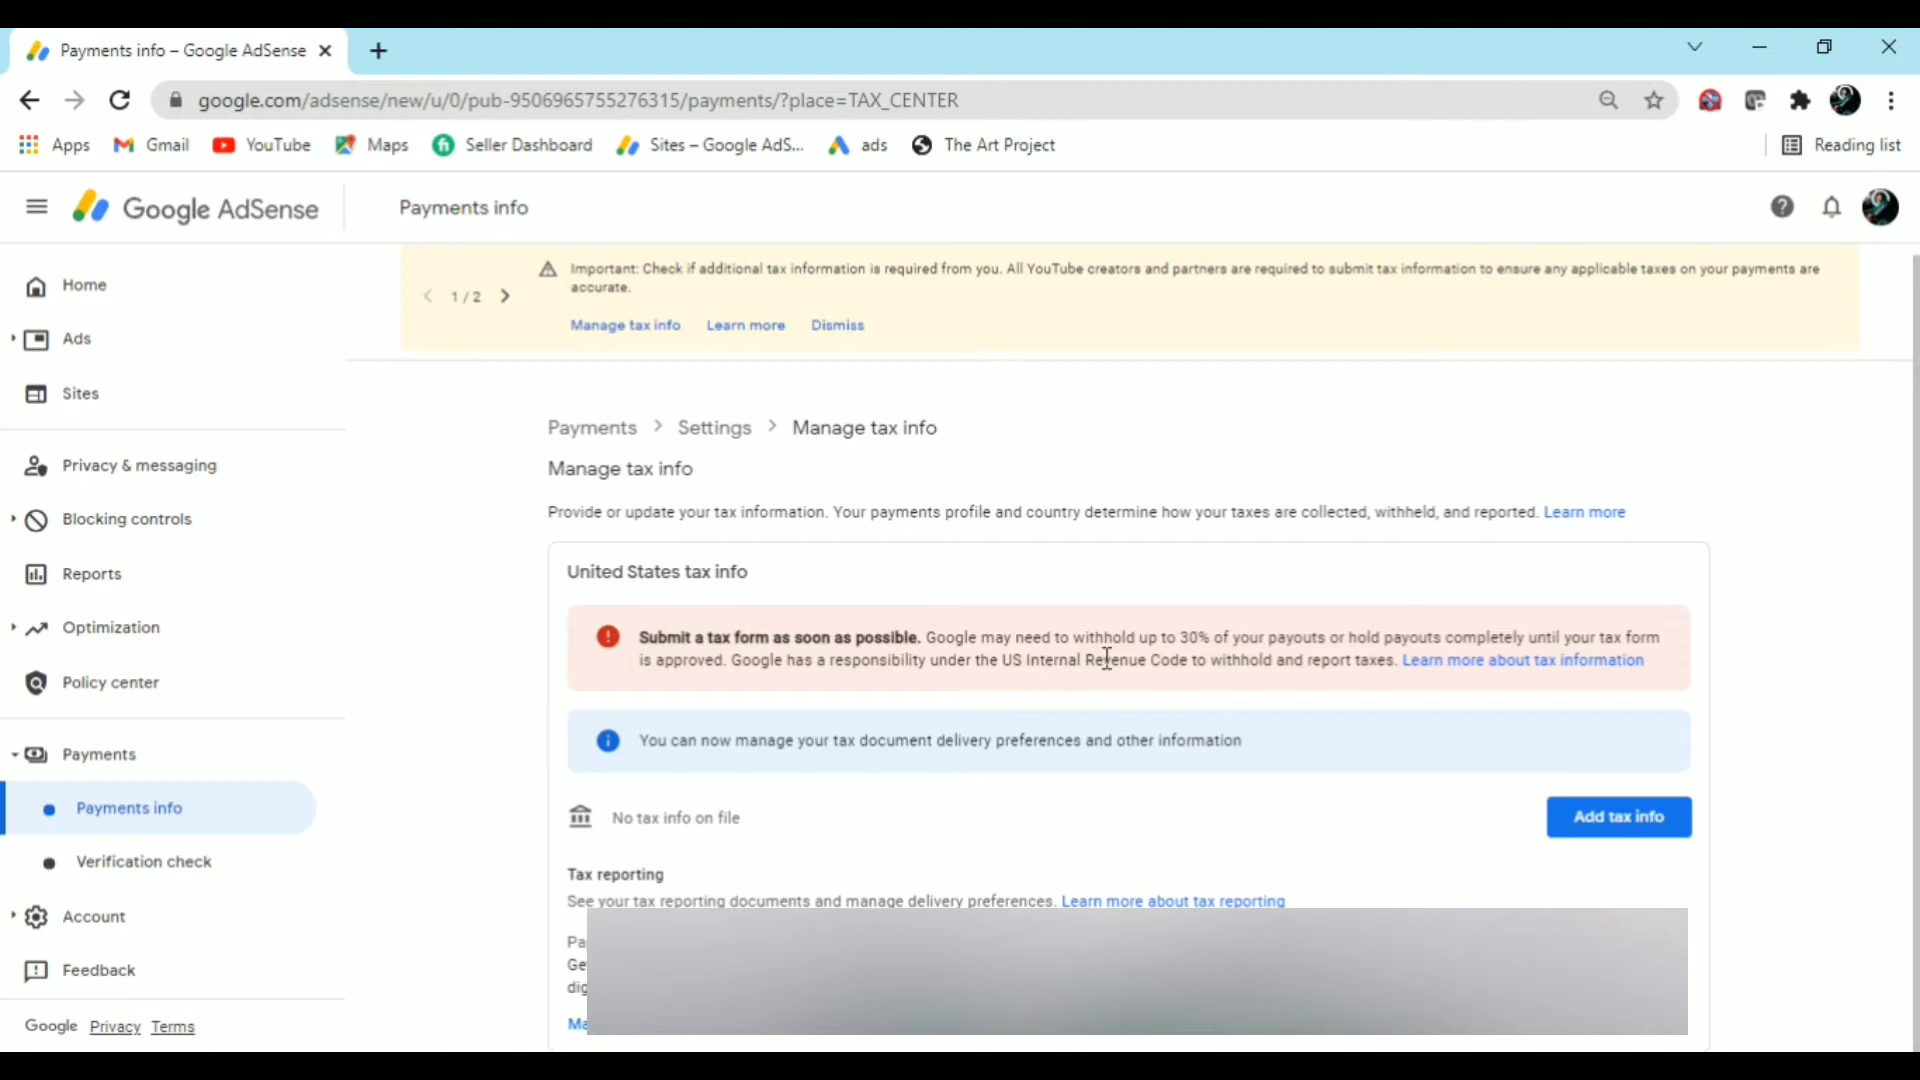 Payments info – Google AdSense
google.com/adsense/new/u/0/pub-9506965755276315/payments/?place=TAX_CENTER
Apps Gmail YouTube Maps Seller Dashboard Sites – Google AdS... ads The Art Project Reading list
Google AdSense Payments info
Home
Ads
Sites
Privacy & messaging
Blocking controls
Reports
Optimization
Policy center
Payments
Payments info
Verification check
Account
Feedback
Google Privacy Terms
1 / 2
Important: Check if additional tax information is required from you. All YouTube creators and partners are required to submit tax information to ensure any applicable taxes on your payments are
accurate.
Manage tax info Learn more Dismiss
Payments > Settings > Manage tax info
Manage tax info
Provide or update your tax information. Your payments profile and country determine how your taxes are collected, withheld, and reported. Learn more
United States tax info
Submit a tax form as soon as possible. Google may need to withhold up to 30% of your payouts or hold payouts completely until your tax form
is approved. Google has a responsibility under the US Internal Revenue Code to withhold and report taxes. Learn more about tax information
You can now manage your tax document delivery preferences and other information
No tax info on file Add tax info
Tax reporting
See your tax reporting documents and manage delivery preferences. Learn more about tax reporting
Pa
Ge
dig
Ma